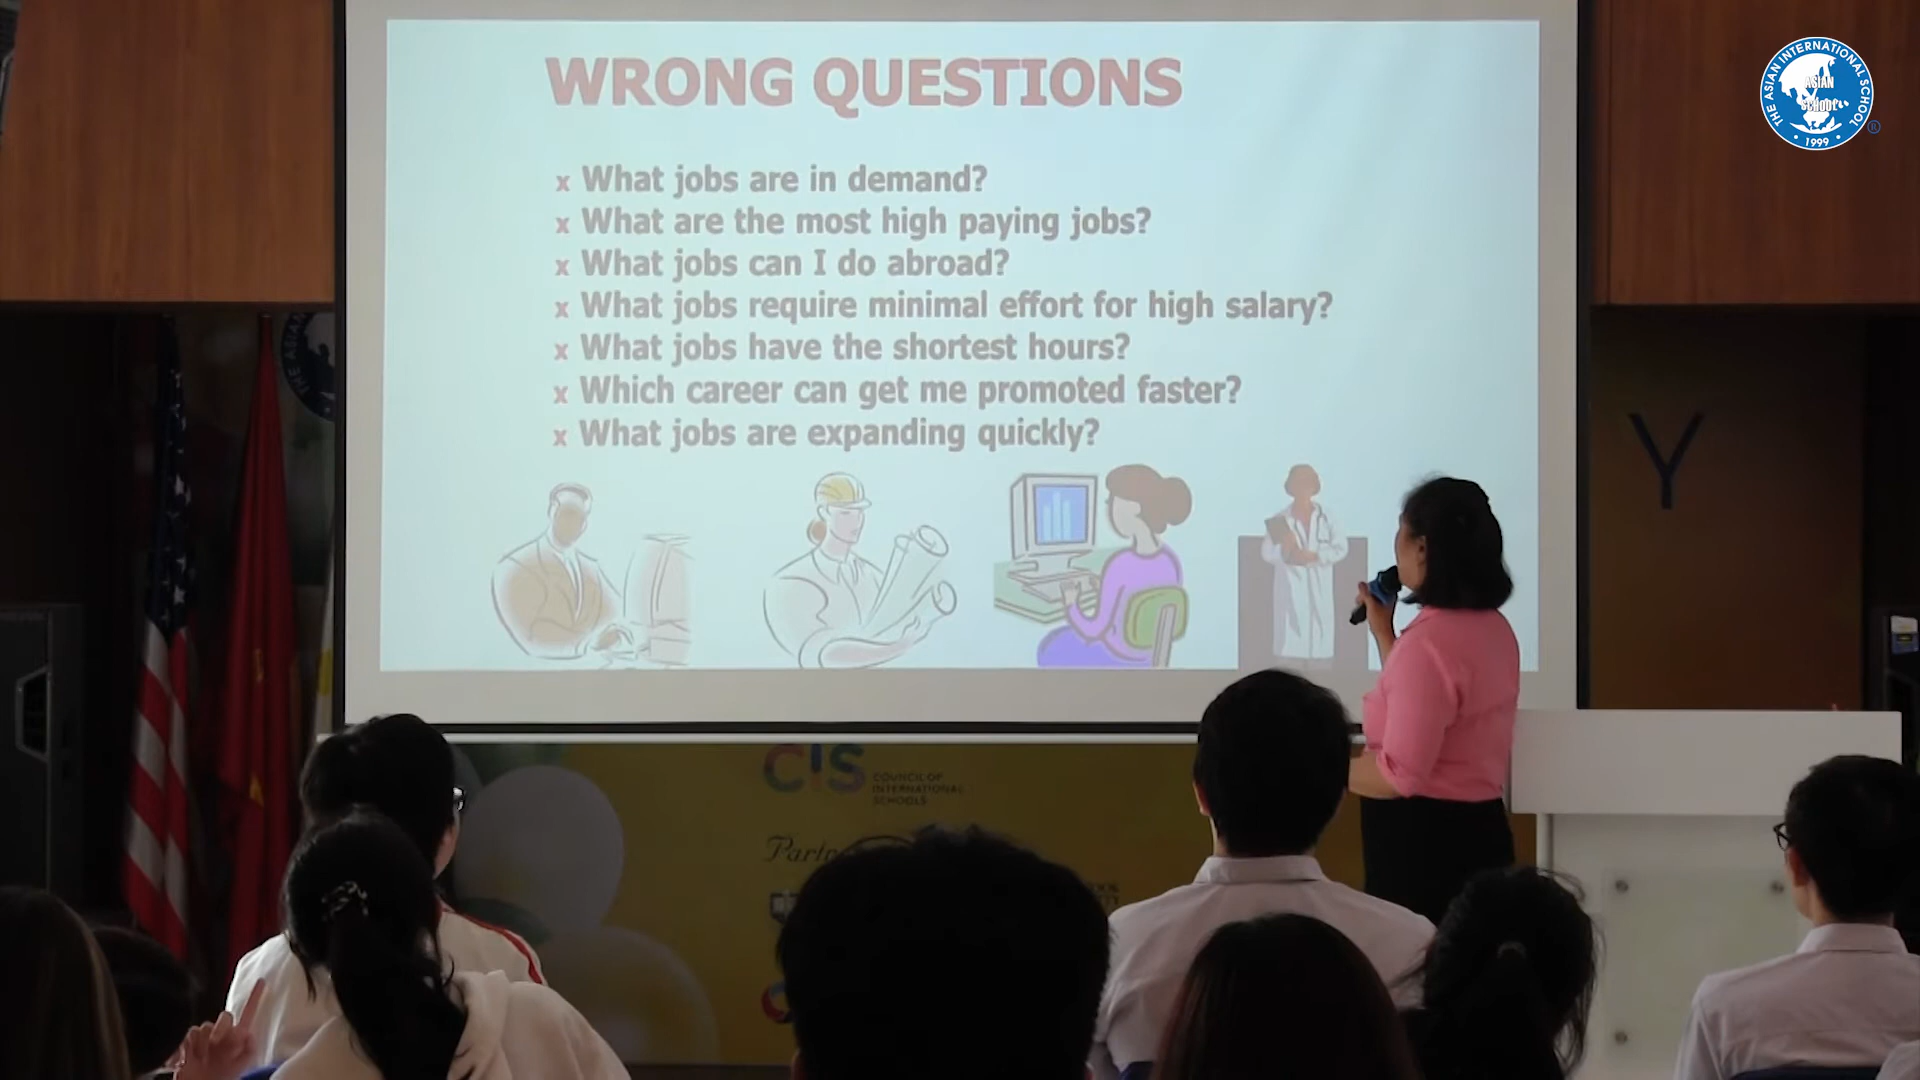 WRONG QUESTIONS
x What jobs are in demand?
x What are the most high paying jobs?
x What jobs can I do abroad?
x What jobs require minimal effort for high salary?
x What jobs have the shortest hours?
x Which career can get me promoted faster?
x What jobs are expanding quickly?
THE ASIAN INTERNATIONAL SCHOOL
ASIAN
SCHOOL
®
• 1999 •
THE ASIAN
Y
CIS
COUNCIL OF
INTERNATIONAL
SCHOOLS